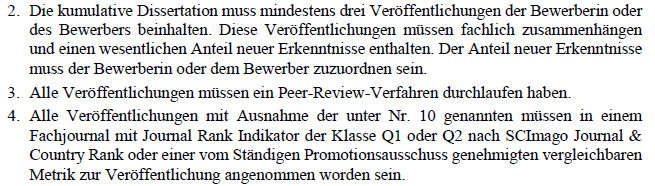 2. Die kumulative Dissertation muss mindestens drei Veröffentlichungen der Bewerberin oder
des Bewerbers beinhalten. Diese Veröffentlichungen müssen fachlich zusammenhängen
und einen wesentlichen Anteil neuer Erkenntnisse enthalten. Der Anteil neuer Erkenntnisse
muss der Bewerberin oder dem Bewerber zuzuordnen sein.
3. Alle Veröffentlichungen müssen ein Peer-Review-Verfahren durchlaufen haben.
4. Alle Veröffentlichungen mit Ausnahme der unter Nr. 10 genannten müssen in einem
Fachjournal mit Journal Rank Indikator der Klasse Q1 oder Q2 nach SCImago Journal &
Country Rank oder einer vom Ständigen Promotionsausschuss genehmigten vergleichbaren
Metrik zur Veröffentlichung angenommen worden sein.